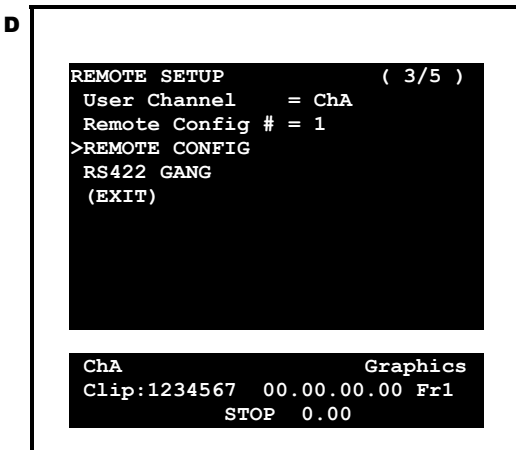 D
REMOTE SETUP ( 3/5 )
User Channel = ChA
Remote Config # = 1
>REMOTE CONFIG
RS422 GANG
(EXIT)
ChA Graphics
Clip:1234567 00.00.00.00 Fr1
STOP 0.00